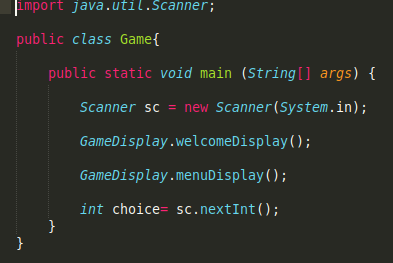 import java.util.Scanner;
public class Game{
public static void main (String[] args) {
Scanner sc = new Scanner(System.in);
GameDisplay.welcomeDisplay();
GameDisplay.menuDisplay();
int choice= sc.nextInt();
}
}